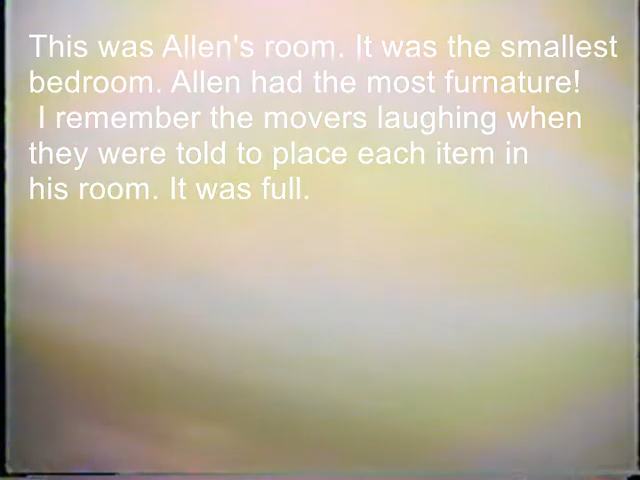 This was Allen's room. It was the smallest
bedroom. Allen had the most furnature!
I remember the movers laughing when
they were told to place each item in
his room. It was full.